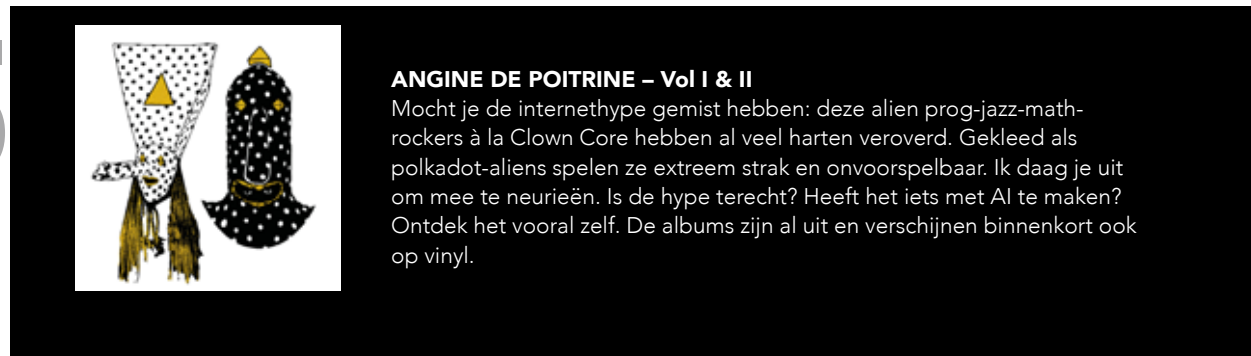 ANGINE DE POITRINE – Vol I & II
Mocht je de internethype gemist hebben: deze alien prog-jazz-math-
rockers à la Clown Core hebben al veel harten veroverd. Gekleed als
polkadot-aliens spelen ze extreem strak en onvoorspelbaar. Ik daag je uit
om mee te neurieën. Is de hype terecht? Heeft het iets met AI te maken?
Ontdek het vooral zelf. De albums zijn al uit en verschijnen binnenkort ook
op vinyl.